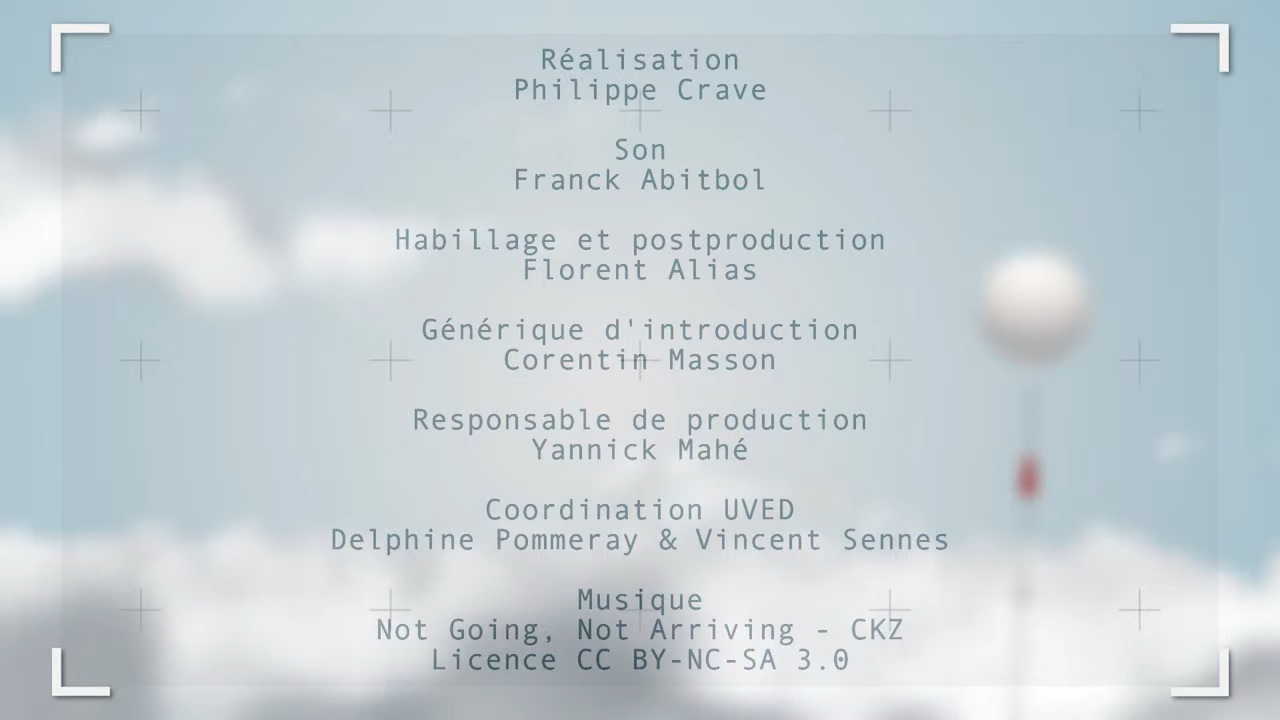 Réalisation
Philippe Crave
Son
Franck Abitbol
Habillage et postproduction
Florent Alias
Générique d'introduction
Corentin Masson
Responsable de production
Yannick Mahé
Coordination UVED
Delphine Pommeray & Vincent Sennes
Musique
Not Going, Not Arriving - CKZ
Licence CC BY-NC-SA 3.0